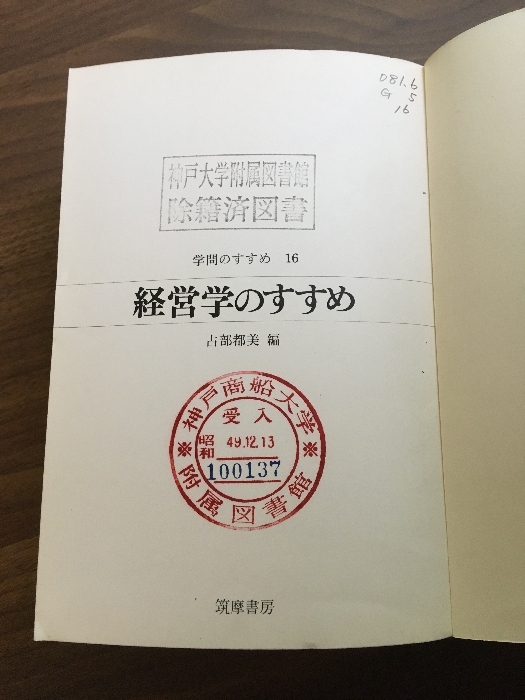 081.6
G 5
16
神戸大学附属図書館
除籍済図書
学問のすすめ 16
経営学のすすめ
占部都美 編
※神戸商船大学※
受入
昭和 49.12.13
100137
附属図書館
筑摩書房